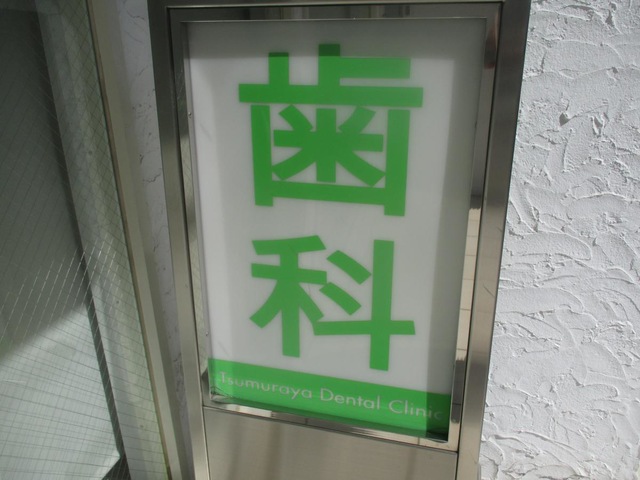 歯
科
Tsumuraya Dental Clinic